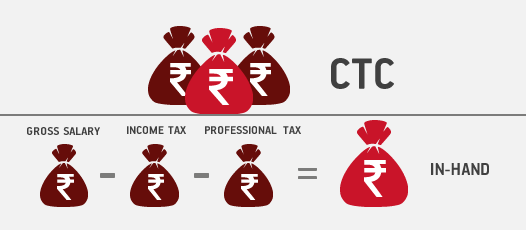 ₹ ₹ ₹
CTC
GROSS SALARY
INCOME TAX
PROFESSIONAL TAX
₹ - ₹ - ₹ = ₹
IN-HAND